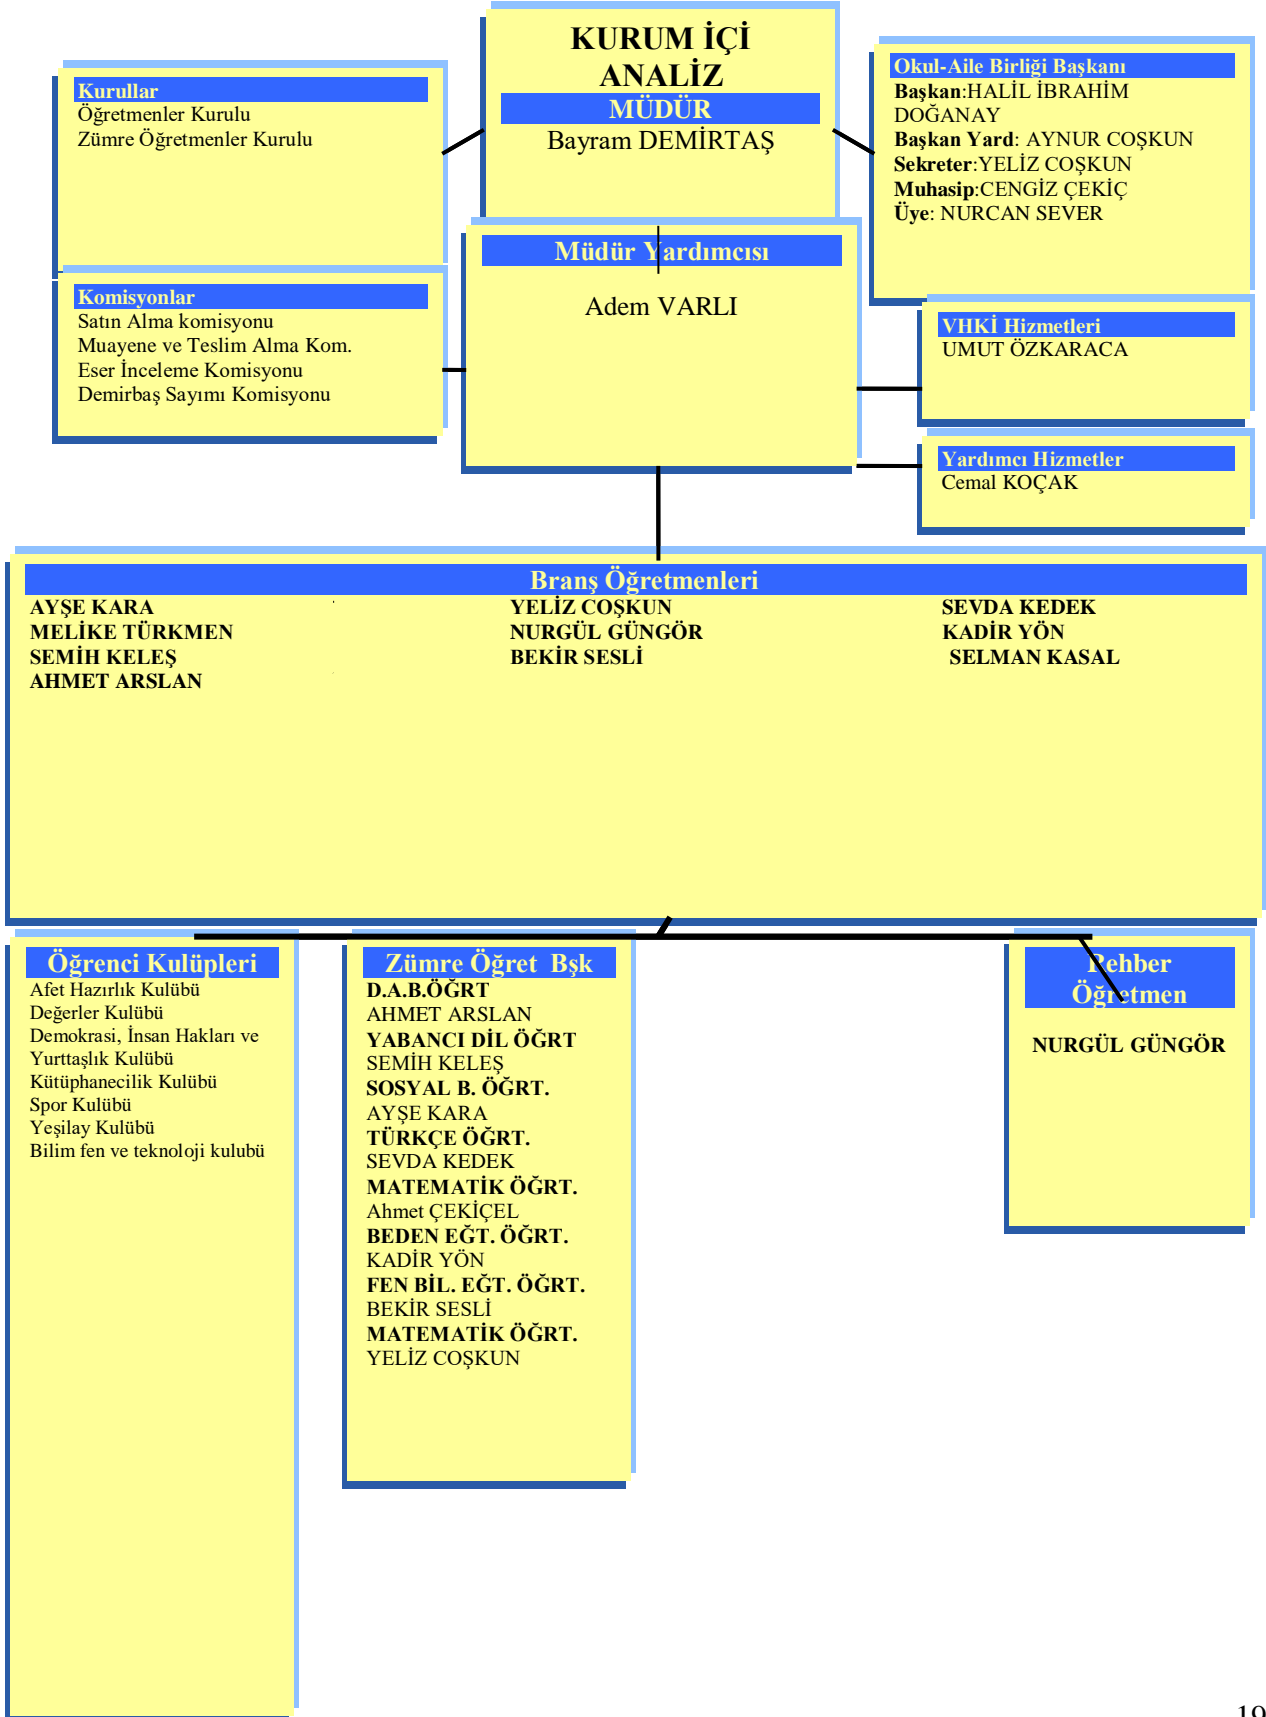 KURUM İÇİ
ANALİZ
MÜDÜR
Bayram DEMİRTAŞ
Kurullar
Öğretmenler Kurulu
Zümre Öğretmenler Kurulu
Okul-Aile Birliği Başkanı
Başkan:HALİL İBRAHİM
DOĞANAY
Başkan Yard: AYNUR COŞKUN
Sekreter:YELİZ COŞKUN
Muhasip:CENGİZ ÇEKİÇ
Üye: NURCAN SEVER
Müdür Yardımcısı
Adem VARLI
Komisyonlar
Satın Alma komisyonu
Muayene ve Teslim Alma Kom.
Eser İnceleme Komisyonu
Demirbaş Sayımı Komisyonu
VHKİ Hizmetleri
UMUT ÖZKARACA
Yardımcı Hizmetler
Cemal KOÇAK
Branş Öğretmenleri
AYŞE KARA YELİZ COŞKUN SEVDA KEDEK
MELİKE TÜRKMEN NURGÜL GÜNGÖR KADİR YÖN
SEMİH KELEŞ BEKİR SESLİ SELMAN KASAL
AHMET ARSLAN
Öğrenci Kulüpleri
Afet Hazırlık Kulübü
Değerler Kulübü
Demokrasi, İnsan Hakları ve
Yurttaşlık Kulübü
Kütüphanecilik Kulübü
Spor Kulübü
Yeşilay Kulübü
Bilim fen ve teknoloji kulubü
Zümre Öğret Bşk
D.A.B.ÖĞRT
AHMET ARSLAN
YABANCI DİL ÖĞRT
SEMİH KELEŞ
SOSYAL B. ÖĞRT.
AYŞE KARA
TÜRKÇE ÖĞRT.
SEVDA KEDEK
MATEMATİK ÖĞRT.
Ahmet ÇEKİÇEL
BEDEN EĞT. ÖĞRT.
KADİR YÖN
FEN BİL. EĞT. ÖĞRT.
BEKİR SESLİ
MATEMATİK ÖĞRT.
YELİZ COŞKUN
Rehber
Öğretmen
NURGÜL GÜNGÖR
19